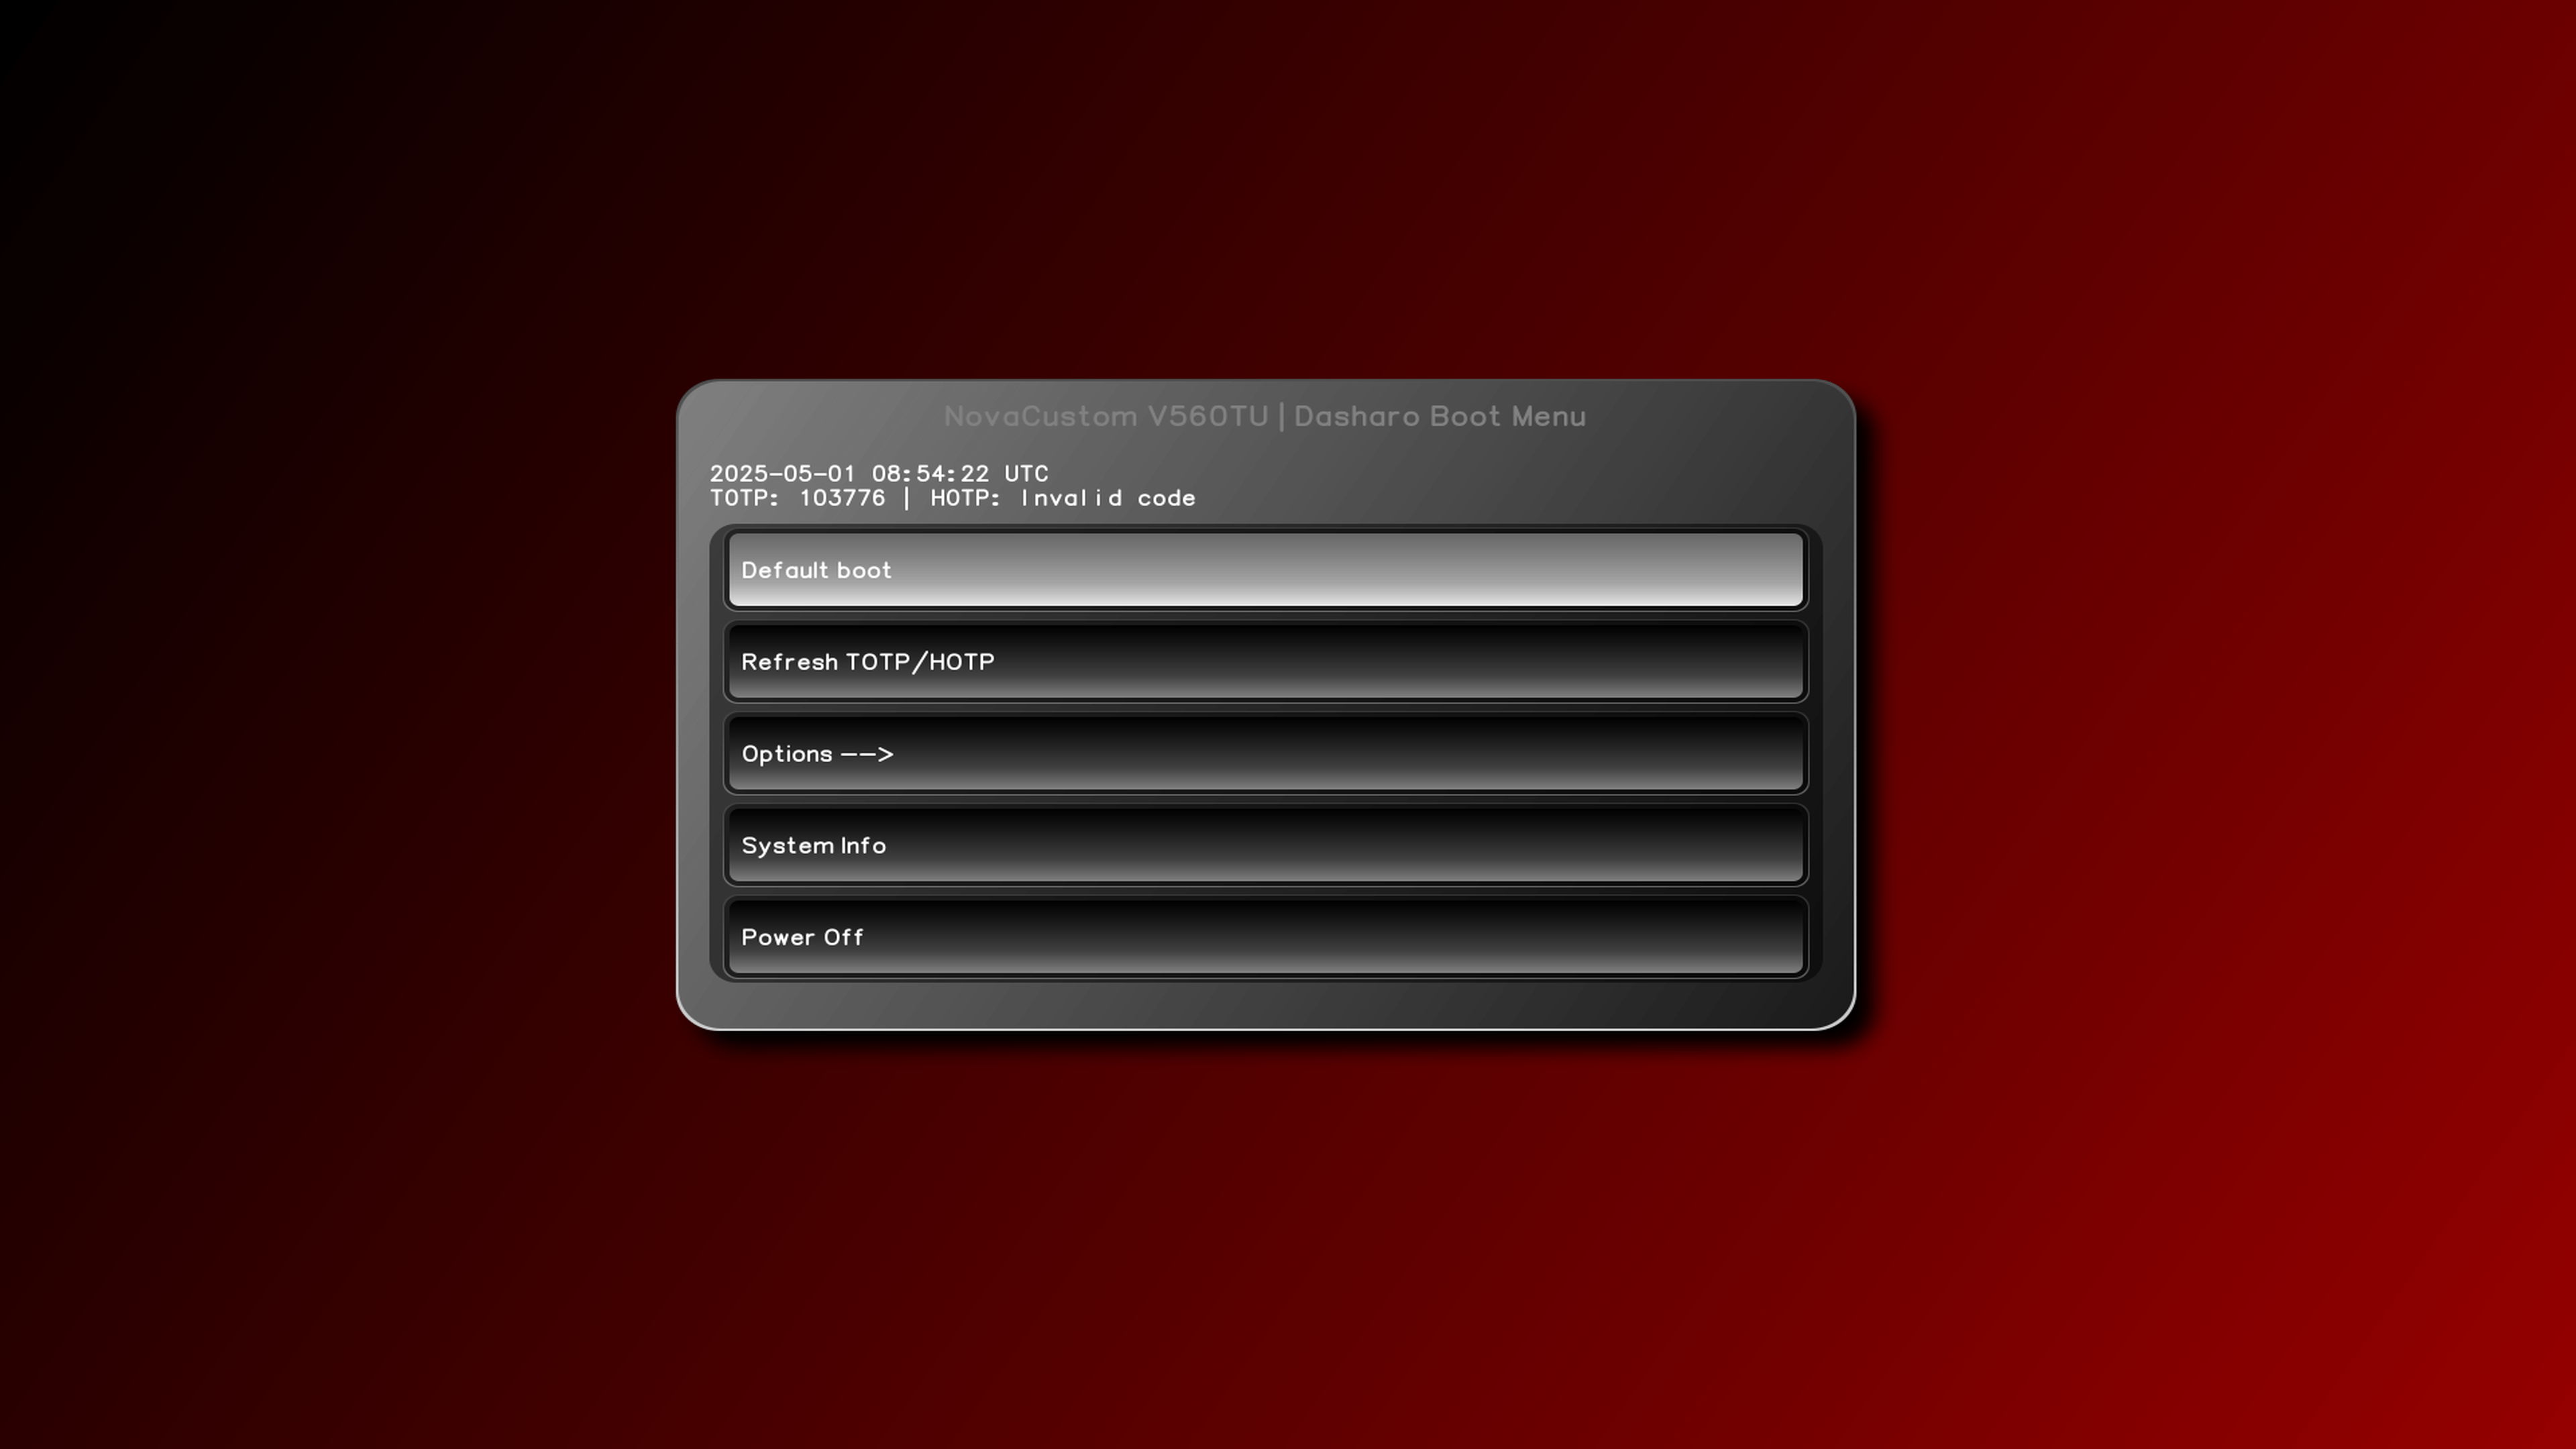 NovaCustom V560TU | Dasharo Boot Menu
2025-05-01 08:54:22 UTC
TOTP: 103776 | HOTP: Invalid code
Default boot
Refresh TOTP/HOTP
Options -->
System Info
Power Off